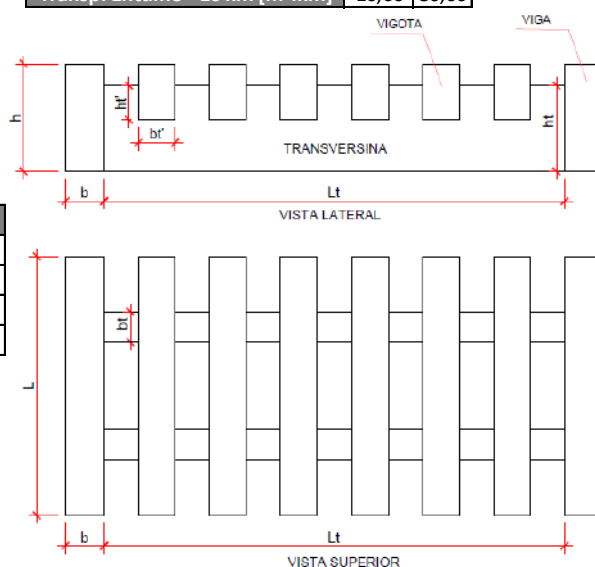 VIGOTA
VIGA
h
ht'
bt'
ht
TRANSVERSINA
b
Lt
VISTA LATERAL
bt
L
b
Lt
VISTA SUPERIOR